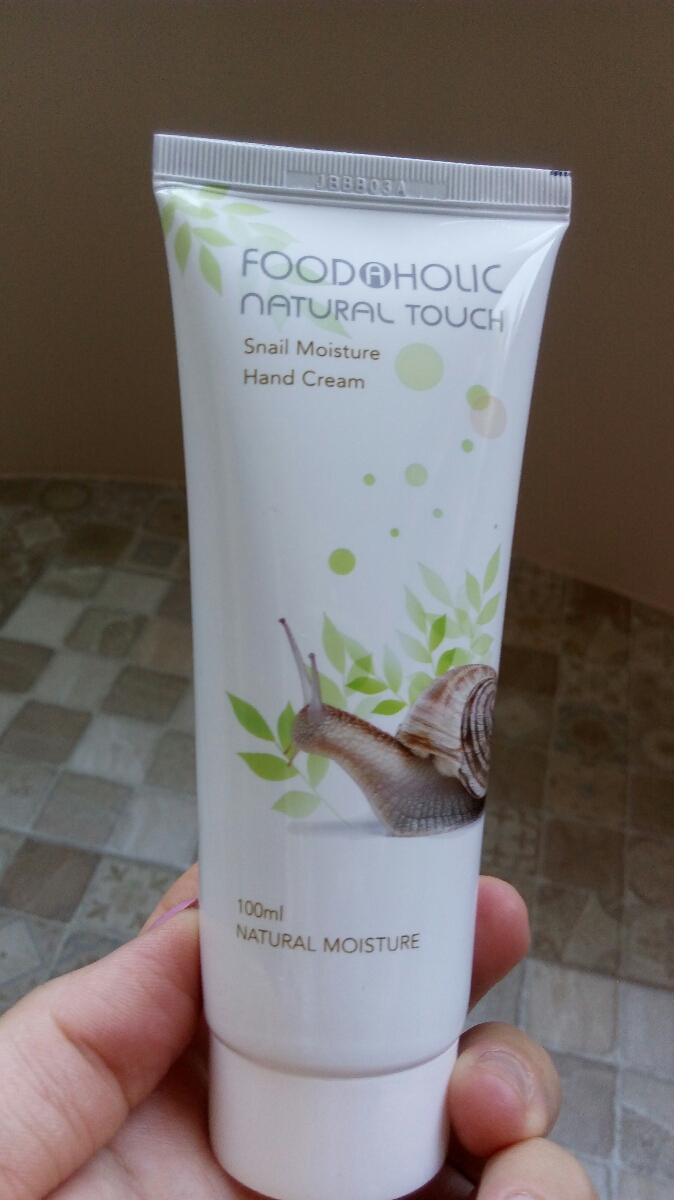 JBBB03A
FOODAHOLIC
NATURAL TOUCH
Snail Moisture
Hand Cream
100ml
NATURAL MOISTURE